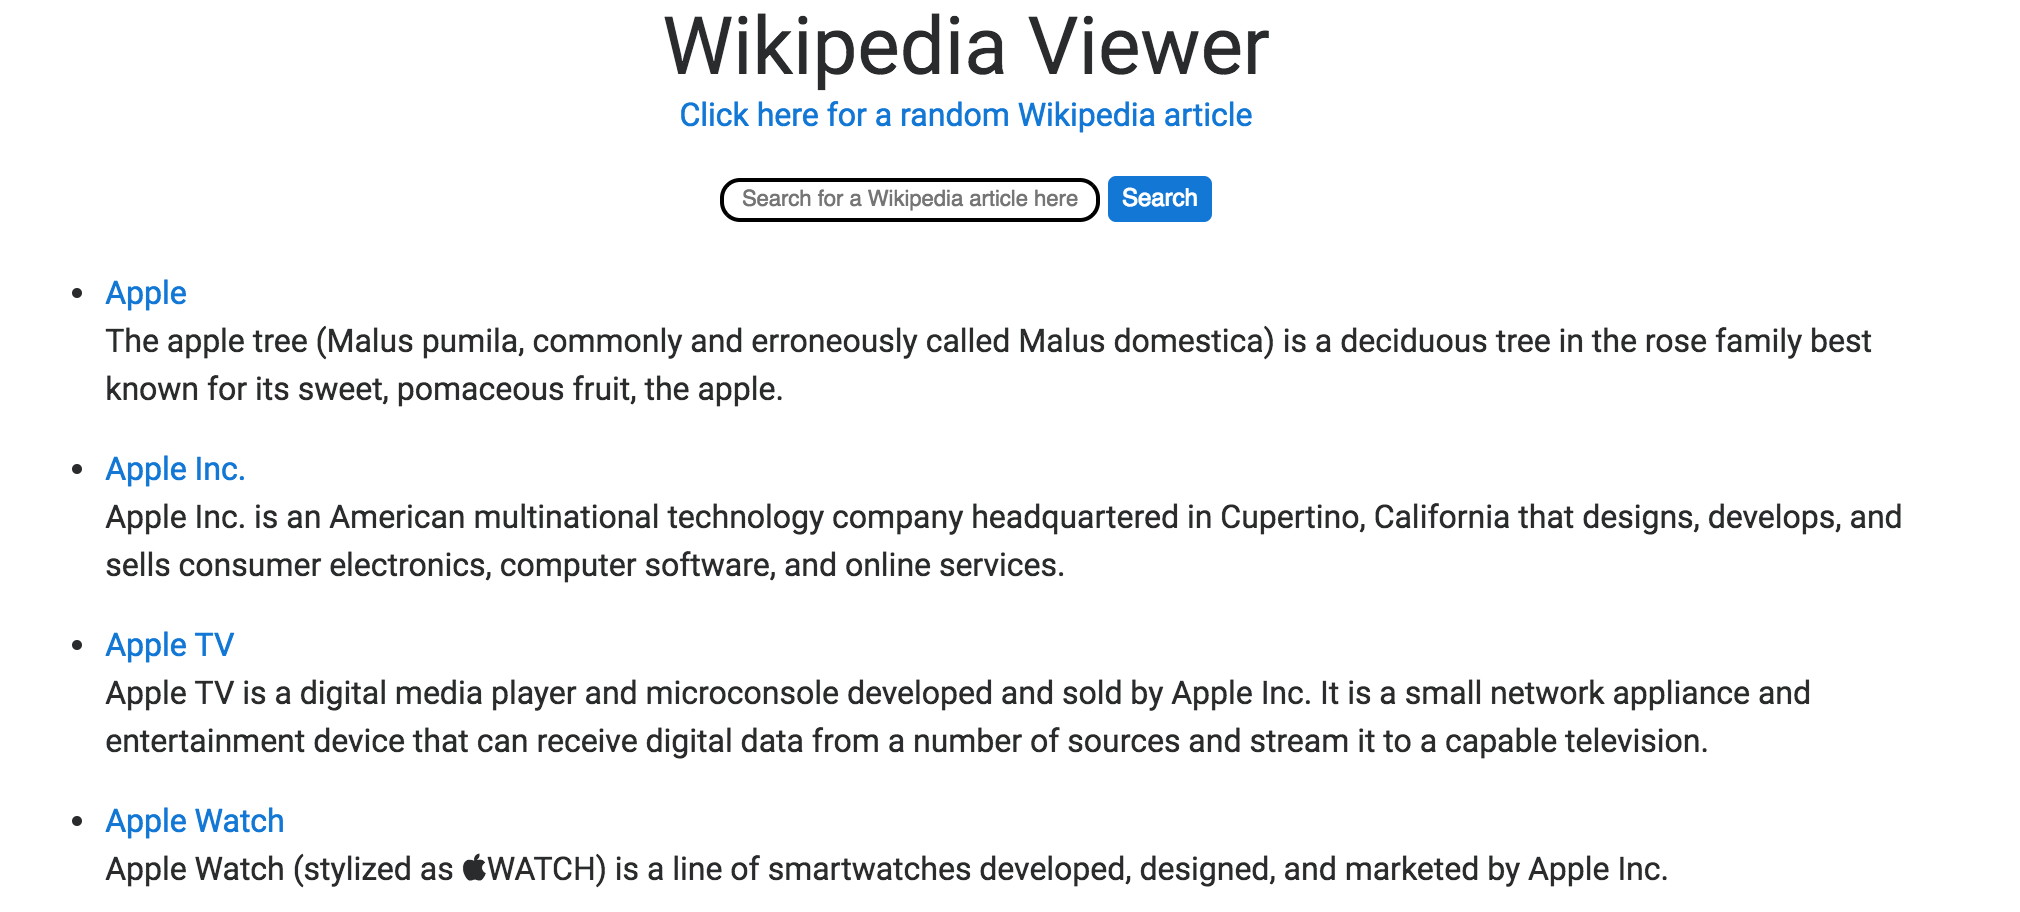 Wikipedia Viewer
Click here for a random Wikipedia article
Search for a Wikipedia article here Search
Apple
The apple tree (Malus pumila, commonly and erroneously called Malus domestica) is a deciduous tree in the rose family best
known for its sweet, pomaceous fruit, the apple.
Apple Inc.
Apple Inc. is an American multinational technology company headquartered in Cupertino, California that designs, develops, and
sells consumer electronics, computer software, and online services.
Apple TV
Apple TV is a digital media player and microconsole developed and sold by Apple Inc. It is a small network appliance and
entertainment device that can receive digital data from a number of sources and stream it to a capable television.
Apple Watch
Apple Watch (stylized as WATCH) is a line of smartwatches developed, designed, and marketed by Apple Inc.